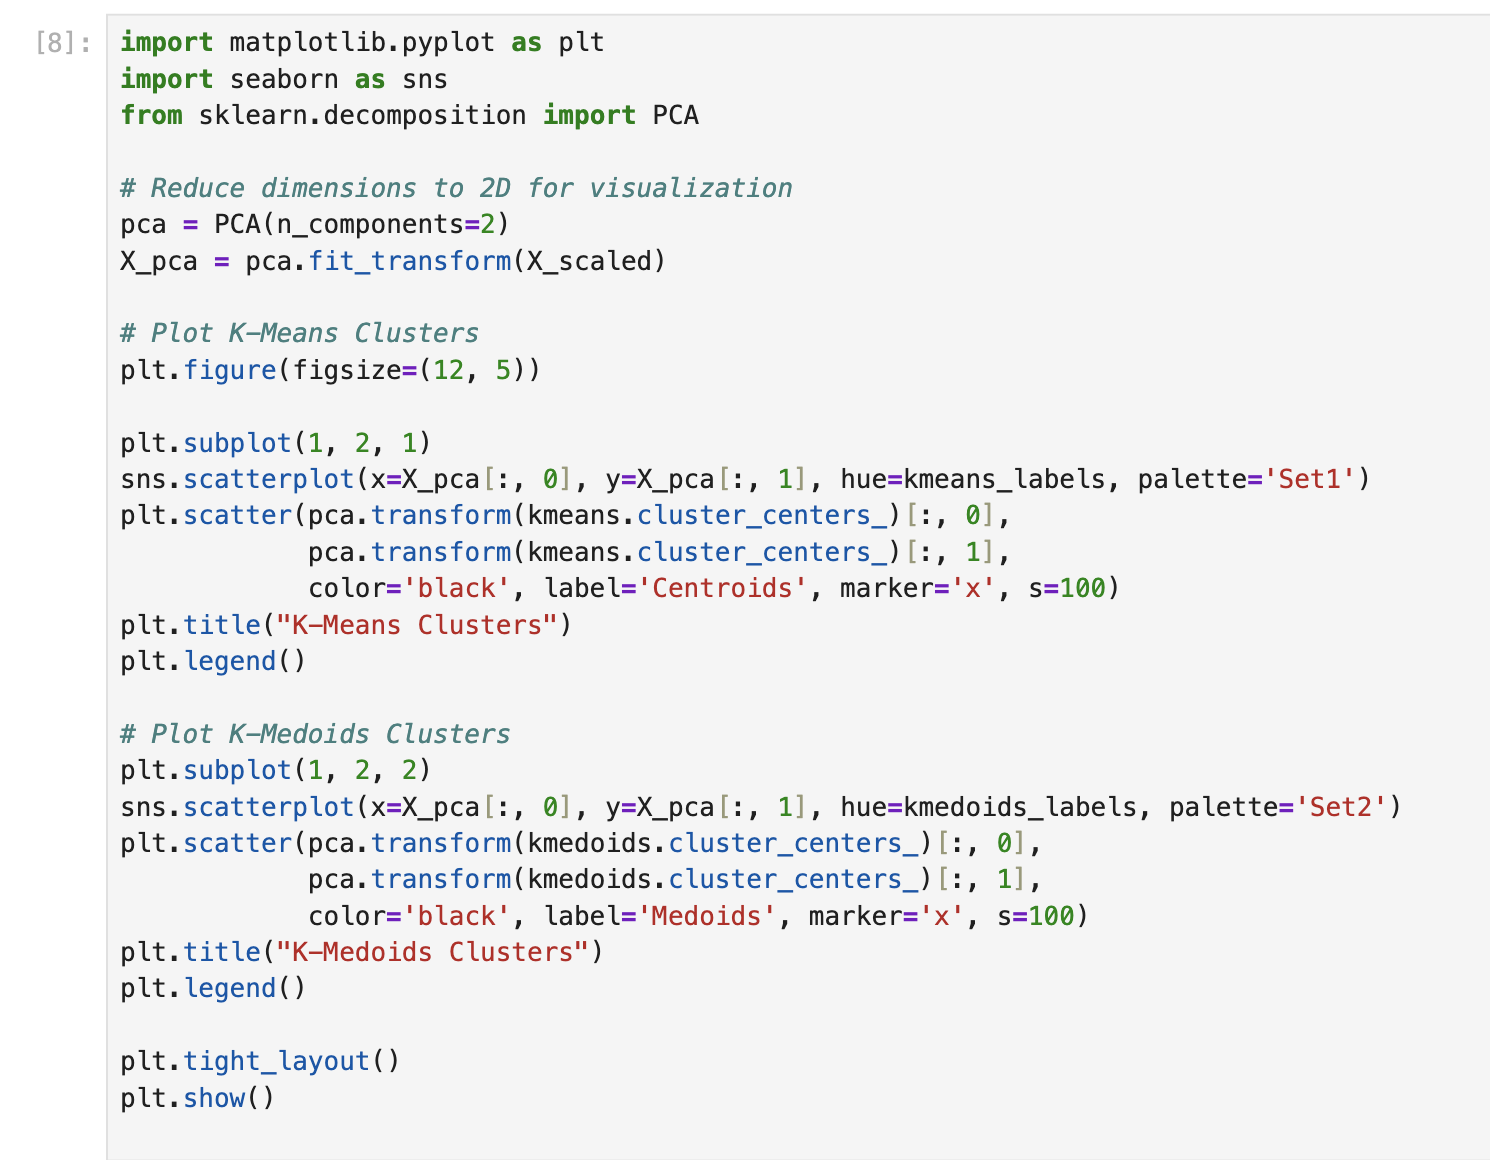 [8]:
import matplotlib.pyplot as plt
import seaborn as sns
from sklearn.decomposition import PCA

# Reduce dimensions to 2D for visualization
pca = PCA(n_components=2)
X_pca = pca.fit_transform(X_scaled)

# Plot K-Means Clusters
plt.figure(figsize=(12, 5))

plt.subplot(1, 2, 1)
sns.scatterplot(x=X_pca[:, 0], y=X_pca[:, 1], hue=kmeans_labels, palette='Set1')
plt.scatter(pca.transform(kmeans.cluster_centers_)[:, 0],
            pca.transform(kmeans.cluster_centers_)[:, 1],
            color='black', label='Centroids', marker='x', s=100)
plt.title("K-Means Clusters")
plt.legend()

# Plot K-Medoids Clusters
plt.subplot(1, 2, 2)
sns.scatterplot(x=X_pca[:, 0], y=X_pca[:, 1], hue=kmedoids_labels, palette='Set2')
plt.scatter(pca.transform(kmedoids.cluster_centers_)[:, 0],
            pca.transform(kmedoids.cluster_centers_)[:, 1],
            color='black', label='Medoids', marker='x', s=100)
plt.title("K-Medoids Clusters")
plt.legend()

plt.tight_layout()
plt.show()